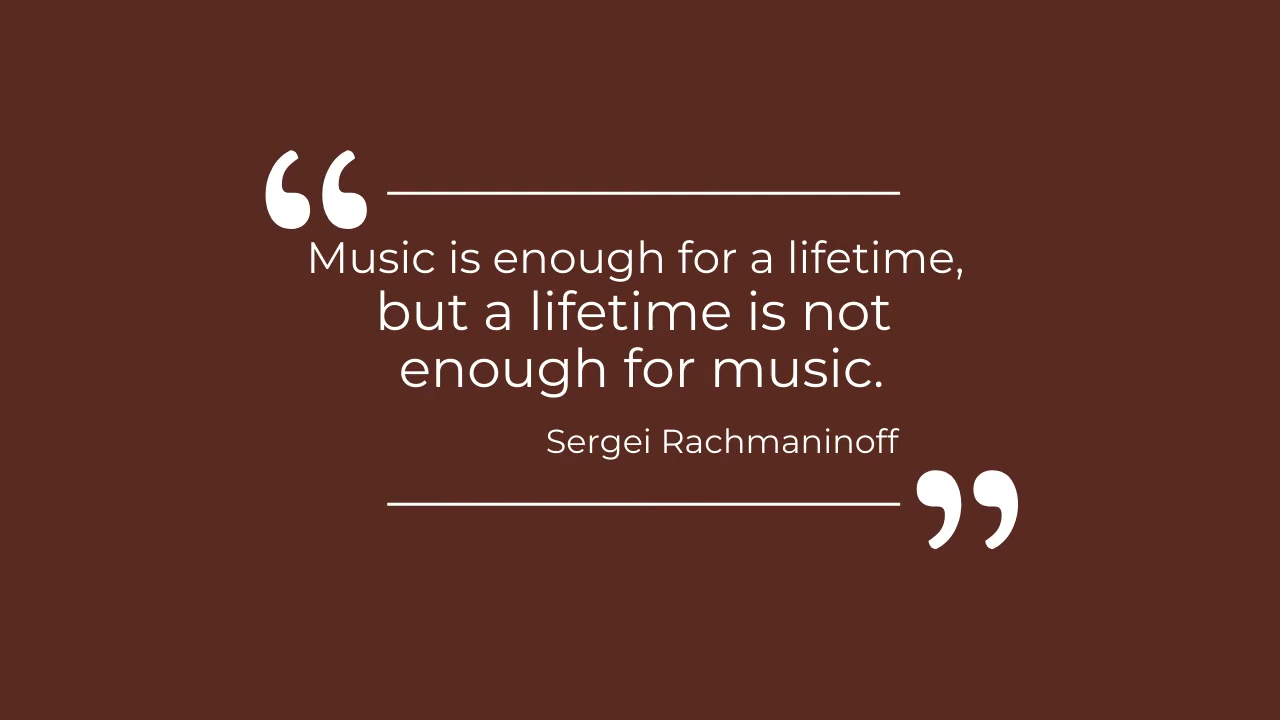 “
Music is enough for a lifetime,
but a lifetime is not
enough for music.
Sergei Rachmaninoff
”